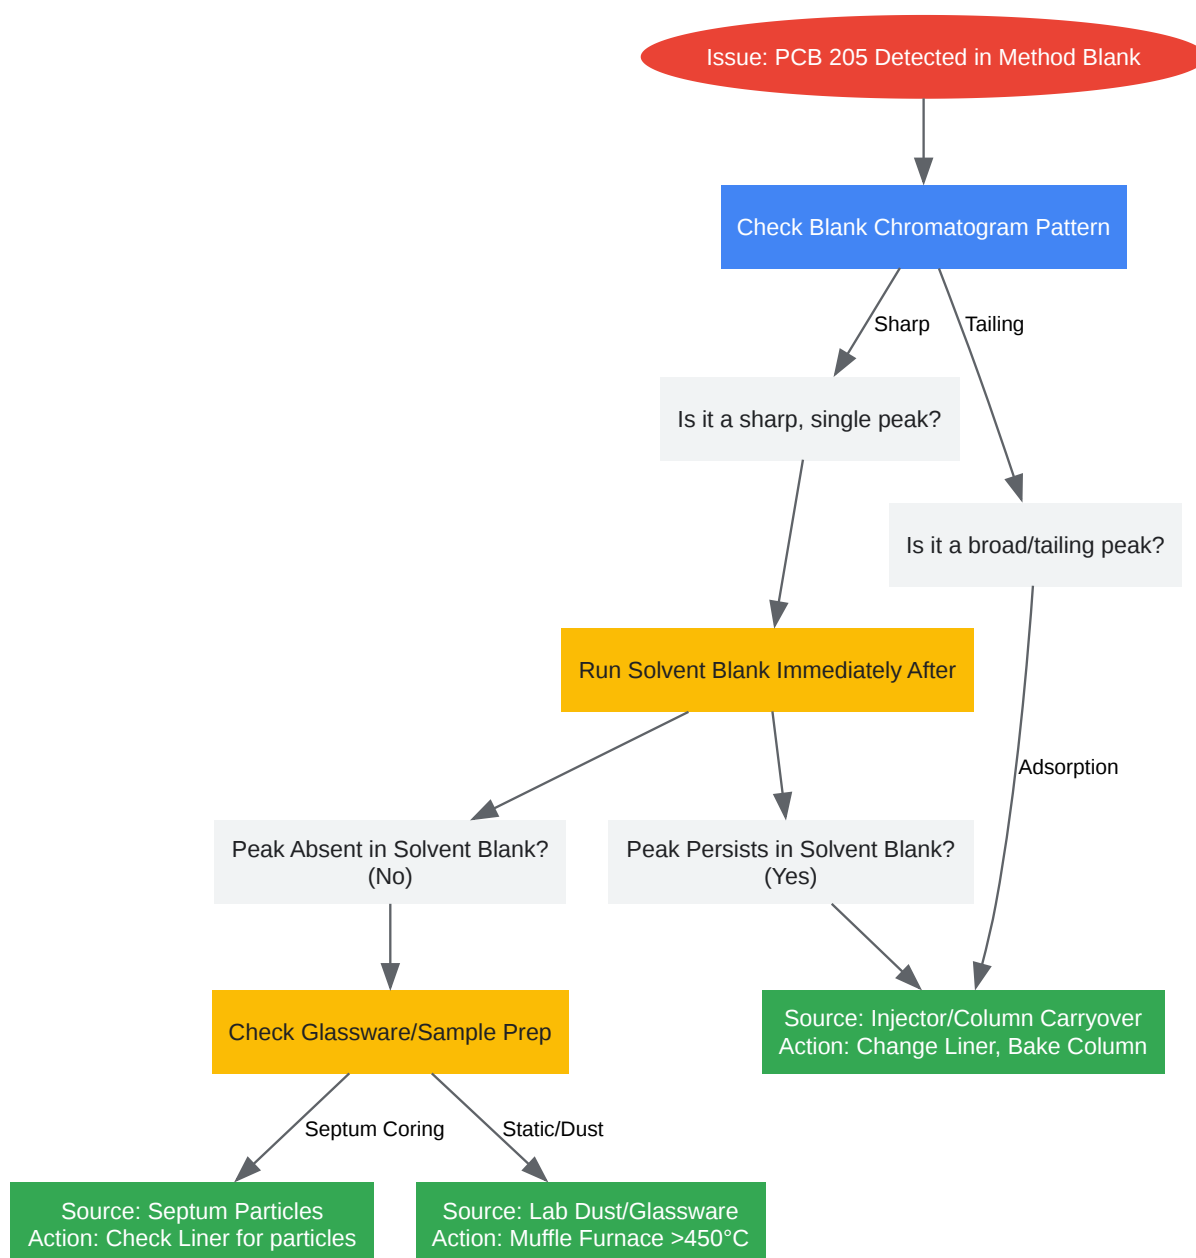 Issue: PCB 205 Detected in Method Blank
Check Blank Chromatogram Pattern
Sharp
Tailing
Is it a sharp, single peak?
Is it a broad/tailing peak?
Run Solvent Blank Immediately After
Adsorption
Peak Absent in Solvent Blank?
(No)
Peak Persists in Solvent Blank?
(Yes)
Check Glassware/Sample Prep
Source: Injector/Column Carryover
Action: Change Liner, Bake Column
Septum Coring
Static/Dust
Source: Septum Particles
Action: Check Liner for particles
Source: Lab Dust/Glassware
Action: Muffle Furnace >450°C